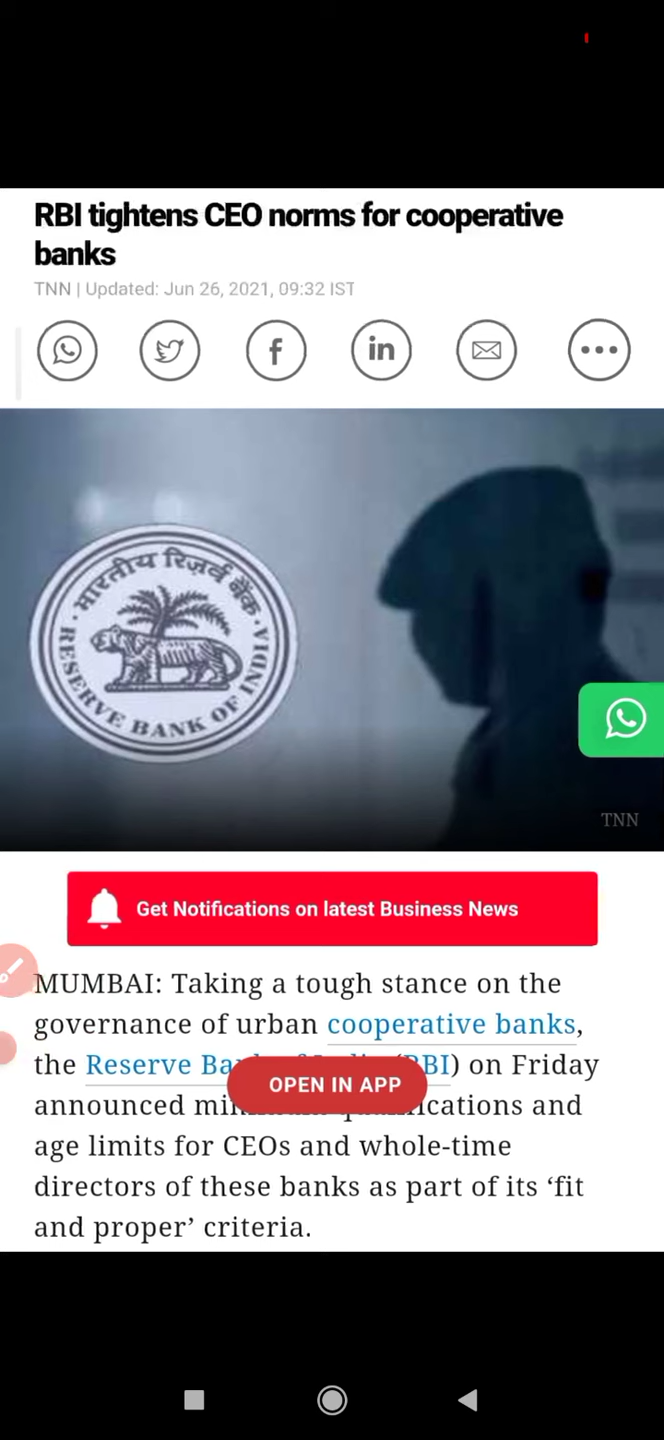 RBI tightens CEO norms for cooperative
banks
TNN | Updated: Jun 26, 2021, 09:32 IST
भारतीय रिज़र्व बैंक
RESERVE BANK OF INDIA
TNN
Get Notifications on latest Business News
MUMBAI: Taking a tough stance on the
governance of urban cooperative banks,
the Reserve (RBI) on Friday
OPEN IN APP
announced and
age limits for CEOs and whole-time
directors of these banks as part of its ‘fit
and proper’ criteria.